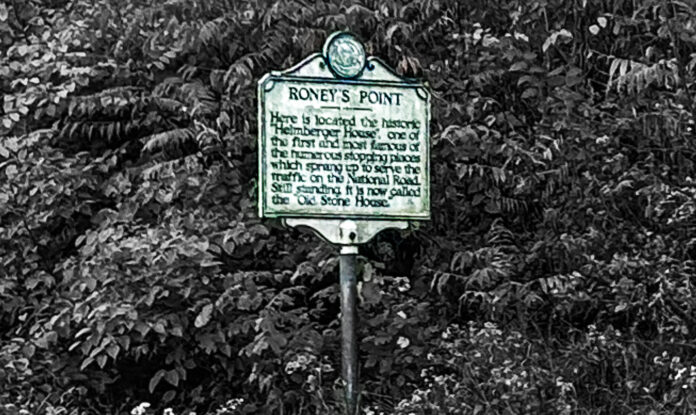 RONEY'S POINT
Here is located the historic
"Heimberger House", one of
the first and most famous of
the numerous stopping places
which sprang up to serve the
traffic on the National Road.
Still standing, it is now called
the "Old Stone House."